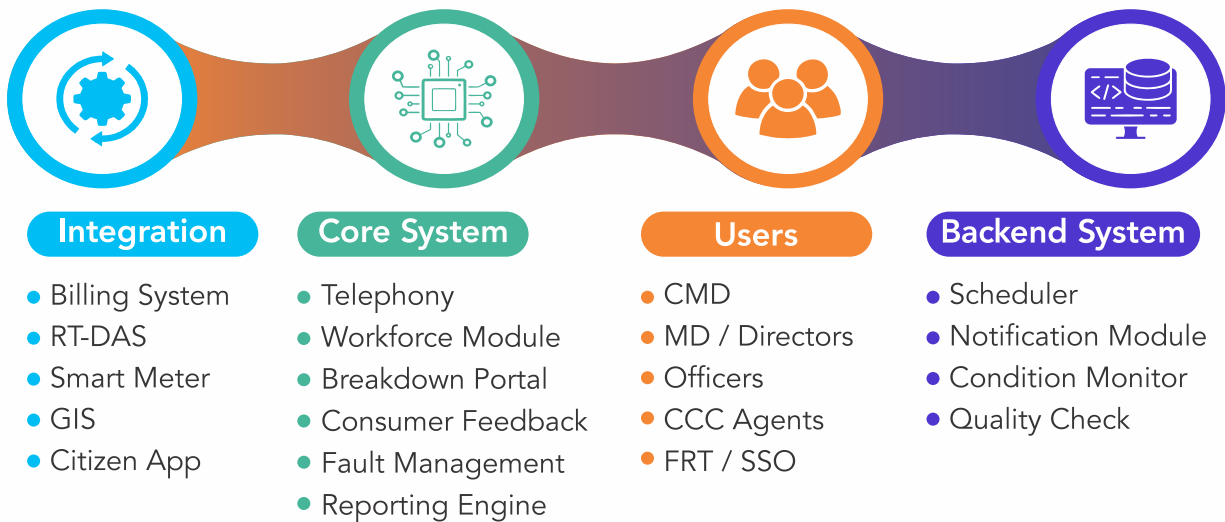 </>
Integration
Billing System
RT-DAS
Smart Meter
GIS
Citizen App
Core System
Telephony
Workforce Module
Breakdown Portal
Consumer Feedback
Fault Management
Reporting Engine
Users
CMD
MD / Directors
Officers
CCC Agents
FRT / SSO
Backend System
Scheduler
Notification Module
Condition Monitor
Quality Check